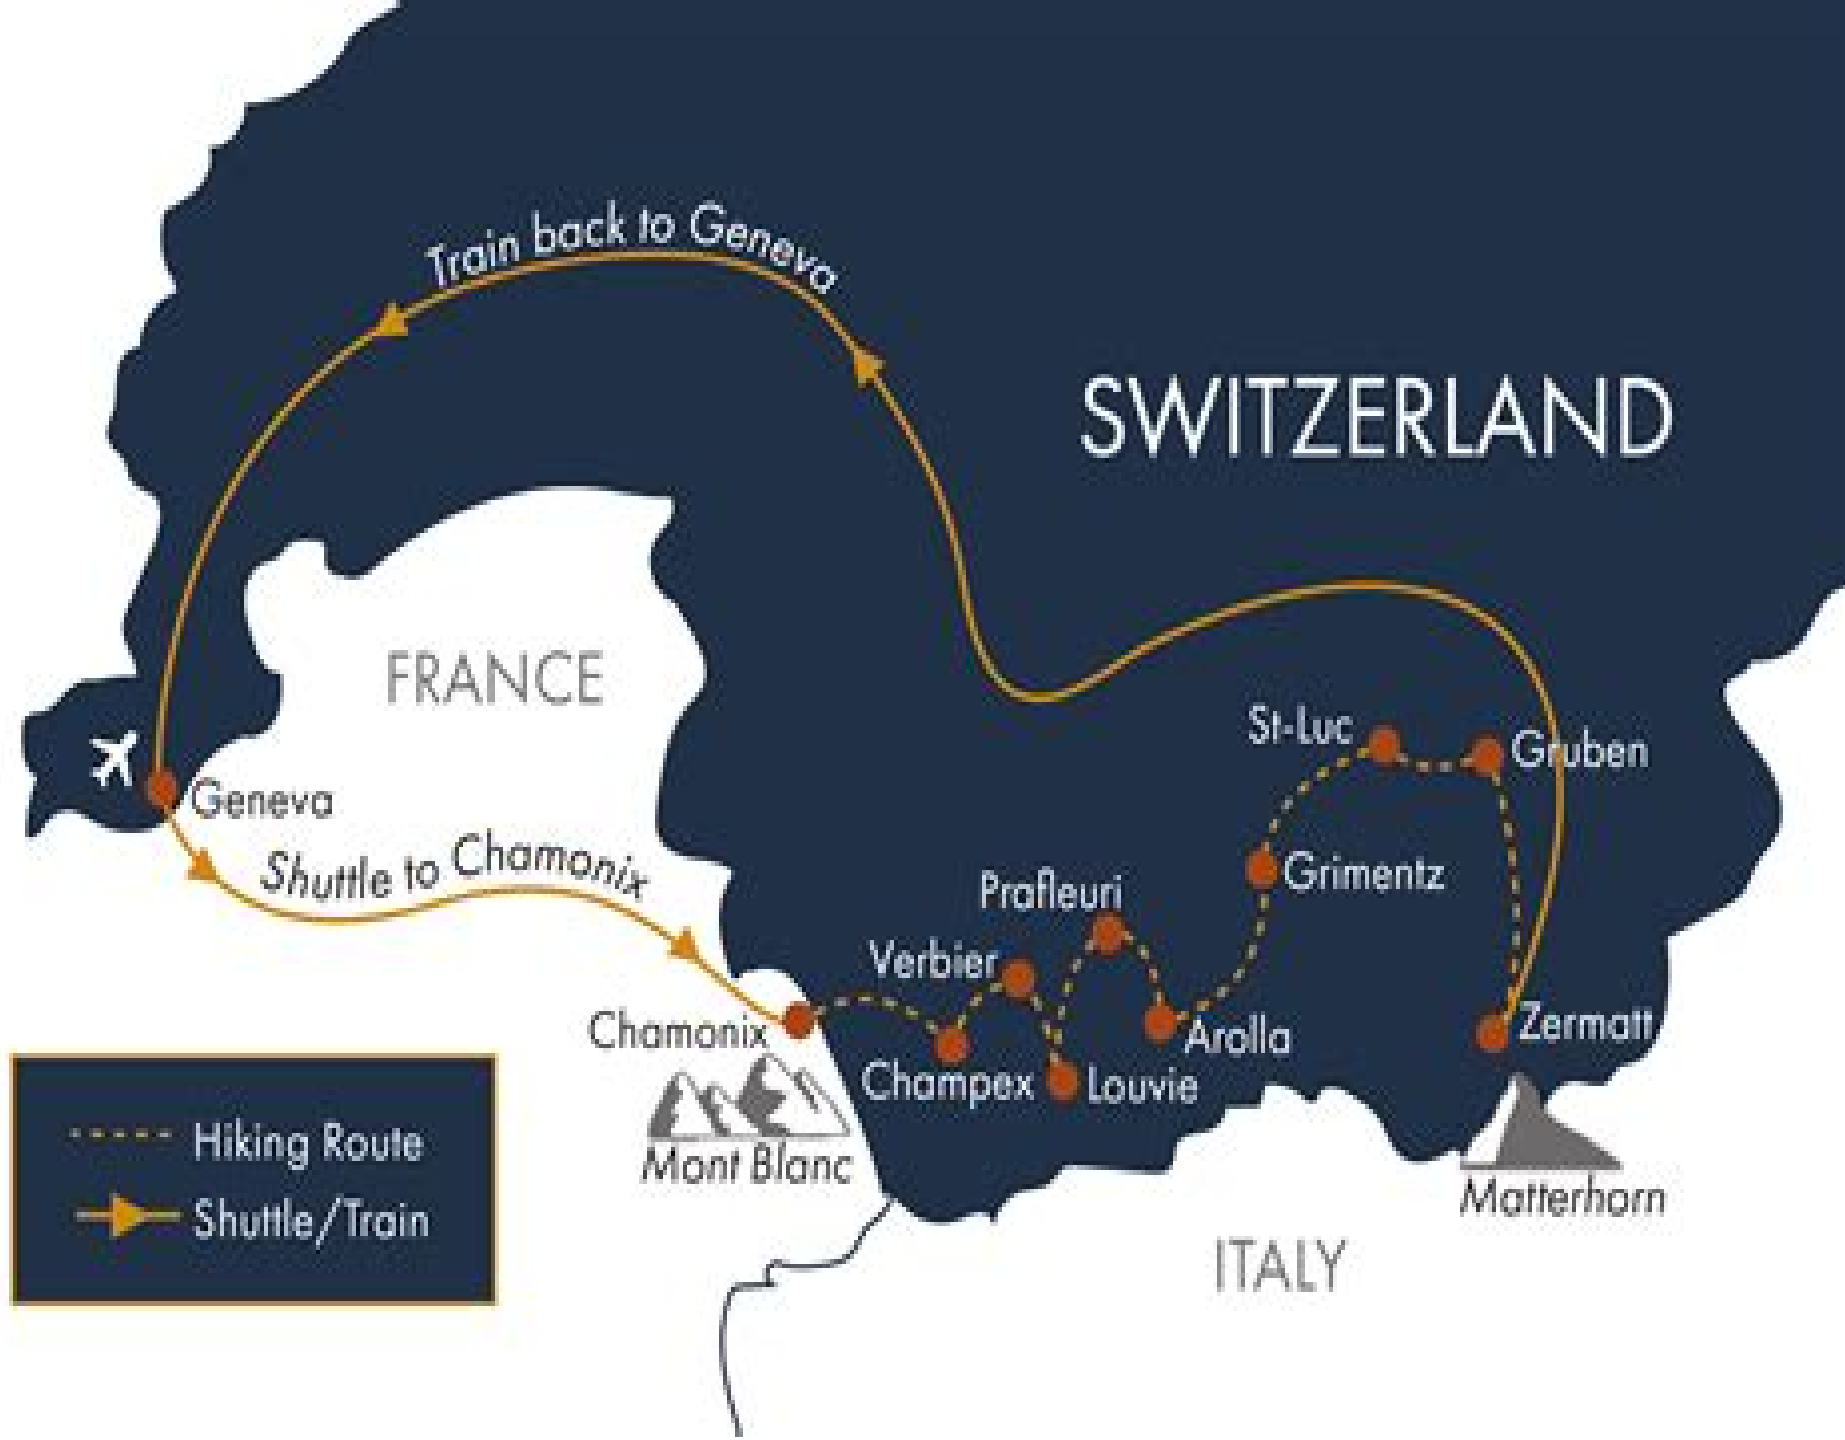 Train back to Geneva
SWITZERLAND
FRANCE
St-Luc
Gruben
Geneva
Shuttle to Chamonix
Grimentz
Prafleuri
Verbier
Chamonix
Zermatt
Arolla
Champex
Louvie
Mont Blanc
Matterhorn
ITALY
Hiking Route
Shuttle/Train